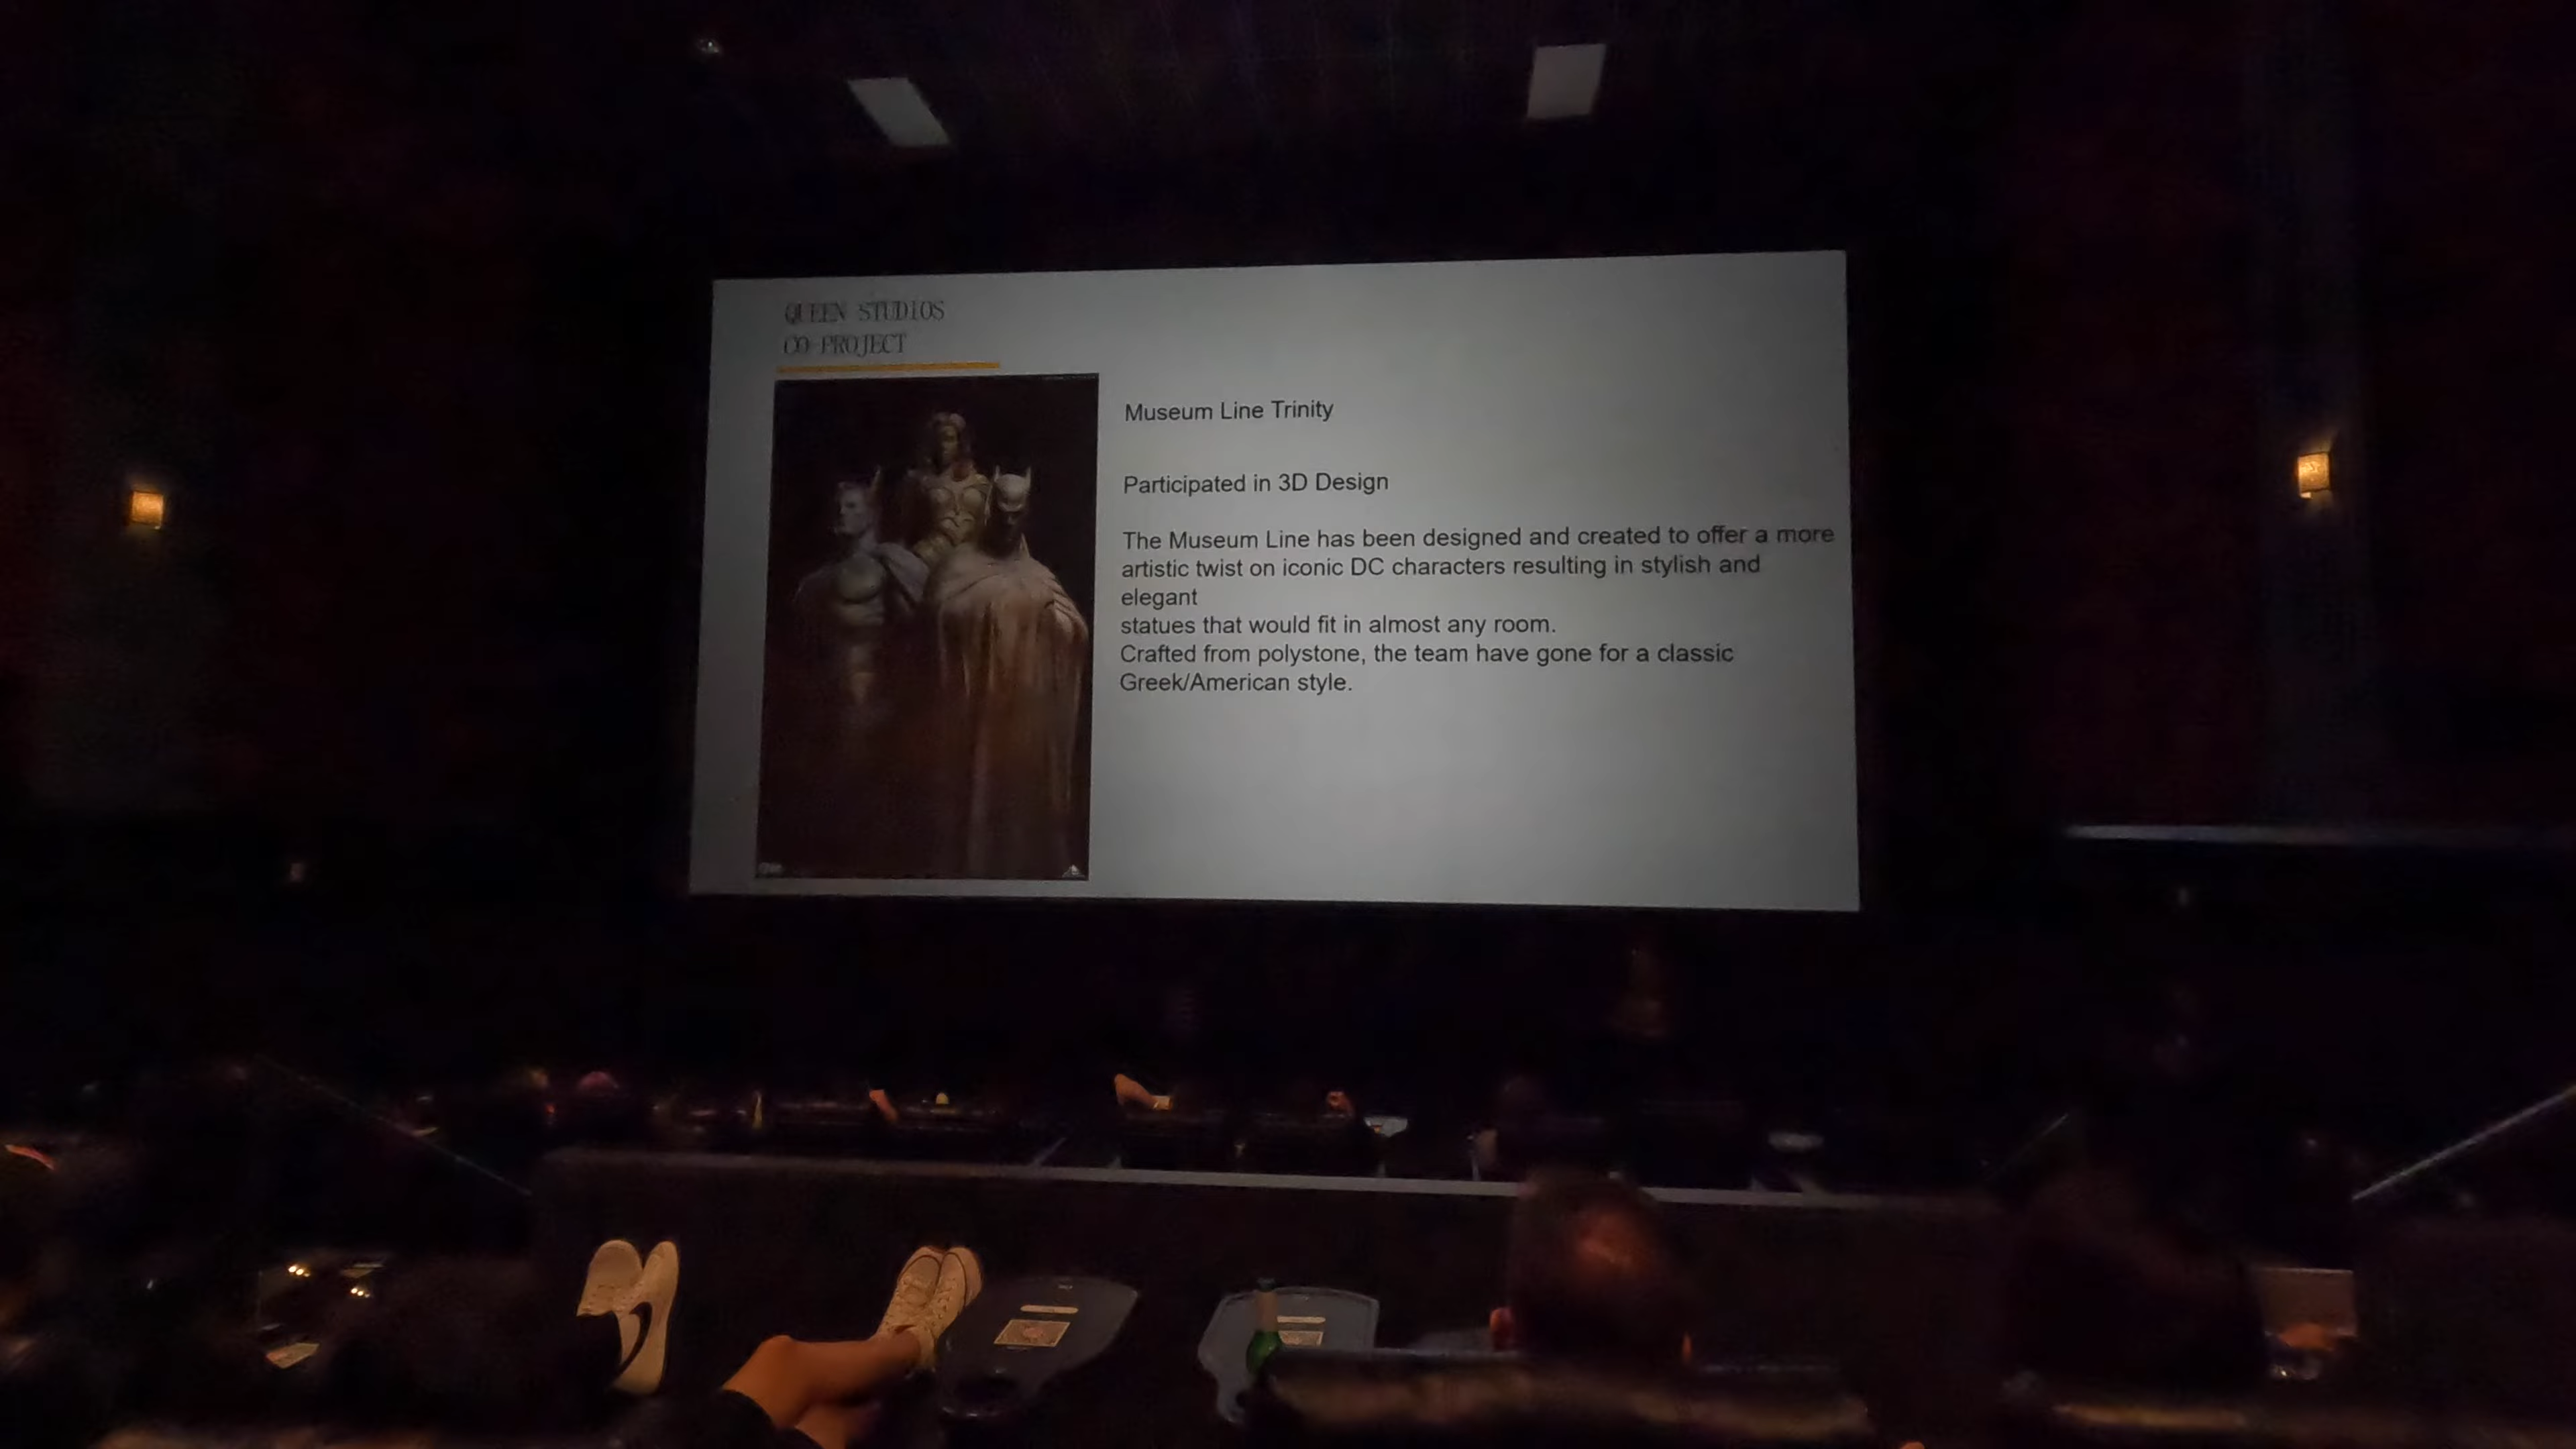 QUEEN STUDIOS
CO-PROJECT
Museum Line Trinity
Participated in 3D Design
The Museum Line has been designed and created to offer a more
artistic twist on iconic DC characters resulting in stylish and
elegant
statues that would fit in almost any room.
Crafted from polystone, the team have gone for a classic
Greek/American style.